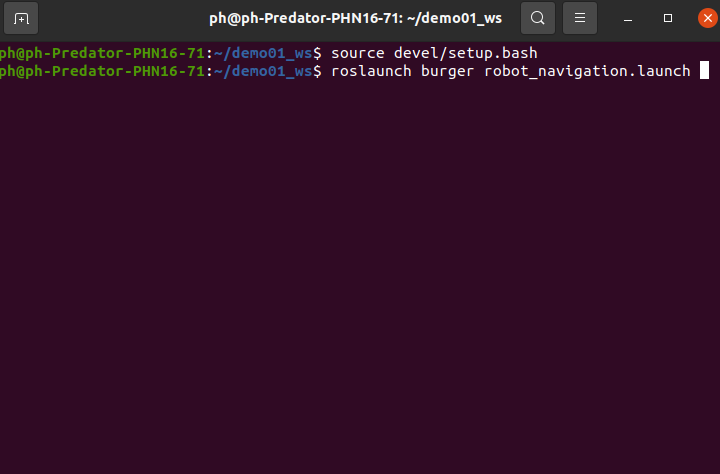 ph@ph-Predator-PHN16-71: ~/demo01_ws
ph@ph-Predator-PHN16-71:~/demo01_ws$ source devel/setup.bash
ph@ph-Predator-PHN16-71:~/demo01_ws$ roslaunch burger robot_navigation.launch